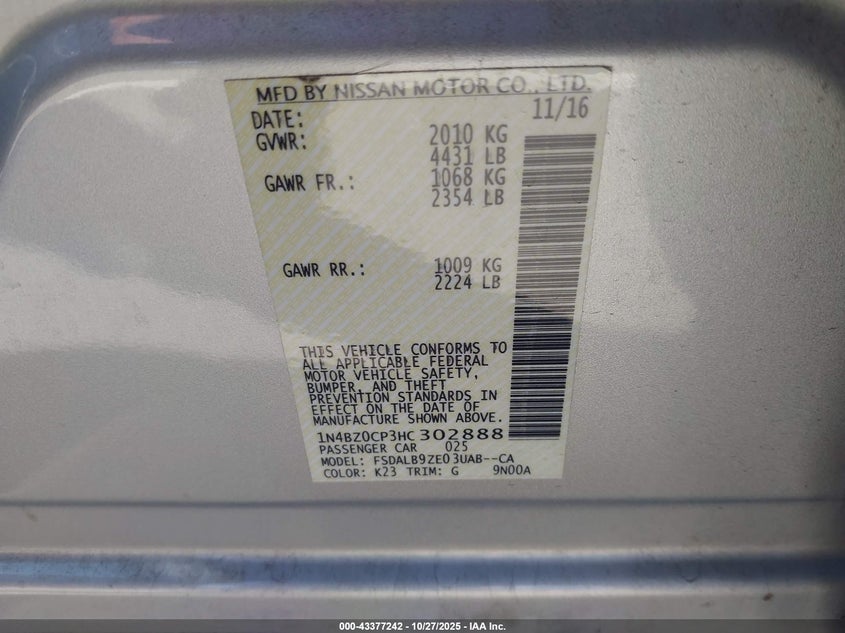 MFD BY NISSAN MOTOR CO., LTD.
DATE: 11/16
GVWR: 2010 KG
4431 LB
GAWR FR.: 1068 KG
2354 LB
GAWR RR.: 1009 KG
2224 LB
THIS VEHICLE CONFORMS TO
ALL APPLICABLE FEDERAL
MOTOR VEHICLE SAFETY,
BUMPER, AND THEFT
PREVENTION STANDARDS IN
EFFECT ON THE DATE OF
MANUFACTURE SHOWN ABOVE.
1N4BZ0CP3HC302888
PASSENGER CAR 025
MODEL: FSDALB9ZE03UAB--CA
COLOR: K23 TRIM: G 9N00A
000-43377242 - 10/27/2025 - IAA Inc.